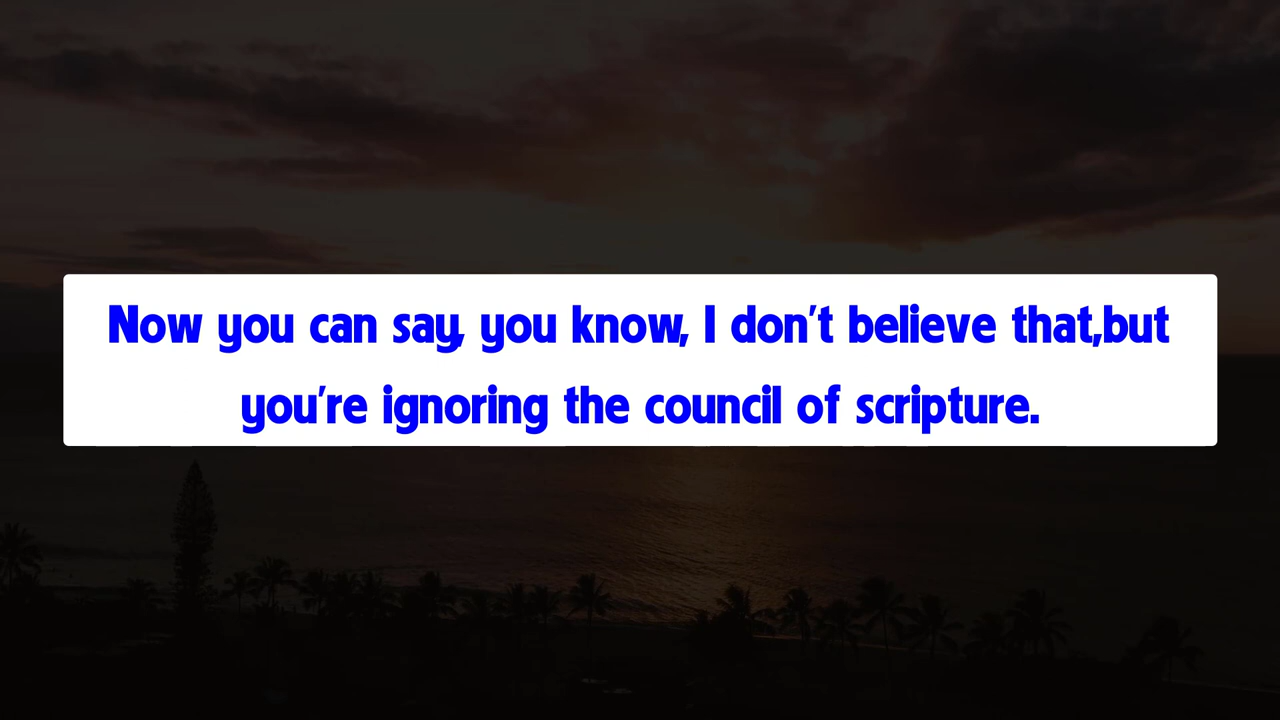 Now you can say, you know, I don't believe that,but
you're ignoring the council of scripture.